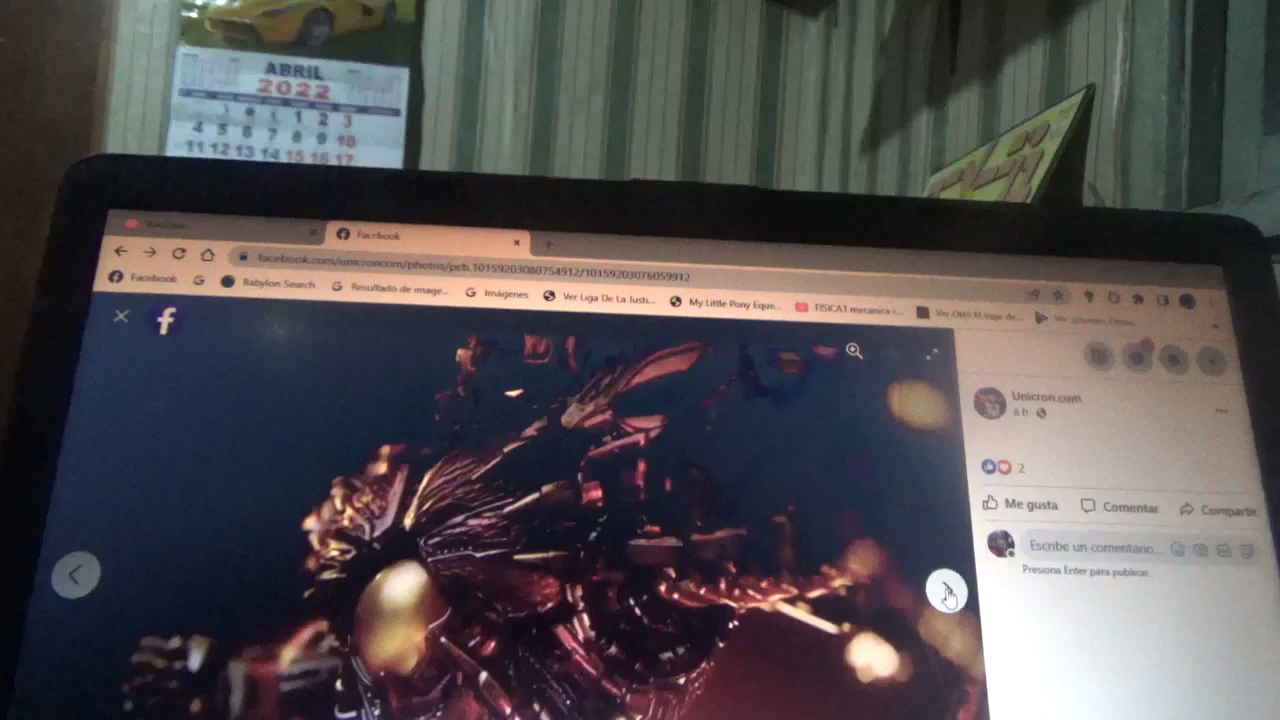 ABRIL
2022
1 2 3
4 5 6 7 8 9 10
11 12 13 14 15 16 17
Facebook
facebook.com/unicroncom/photos/pcb.10159203080754912/10159203076059912
Facebook
Babylon Search
Resultado de image...
Imágenes
Ver Liga De La Justi...
My Little Pony Eque...
FISICA1 mecanica c...
Unicron.com
8 h
2
Me gusta
Comentar
Compartir
Escribe un comentario...
Presiona Enter para publicar.